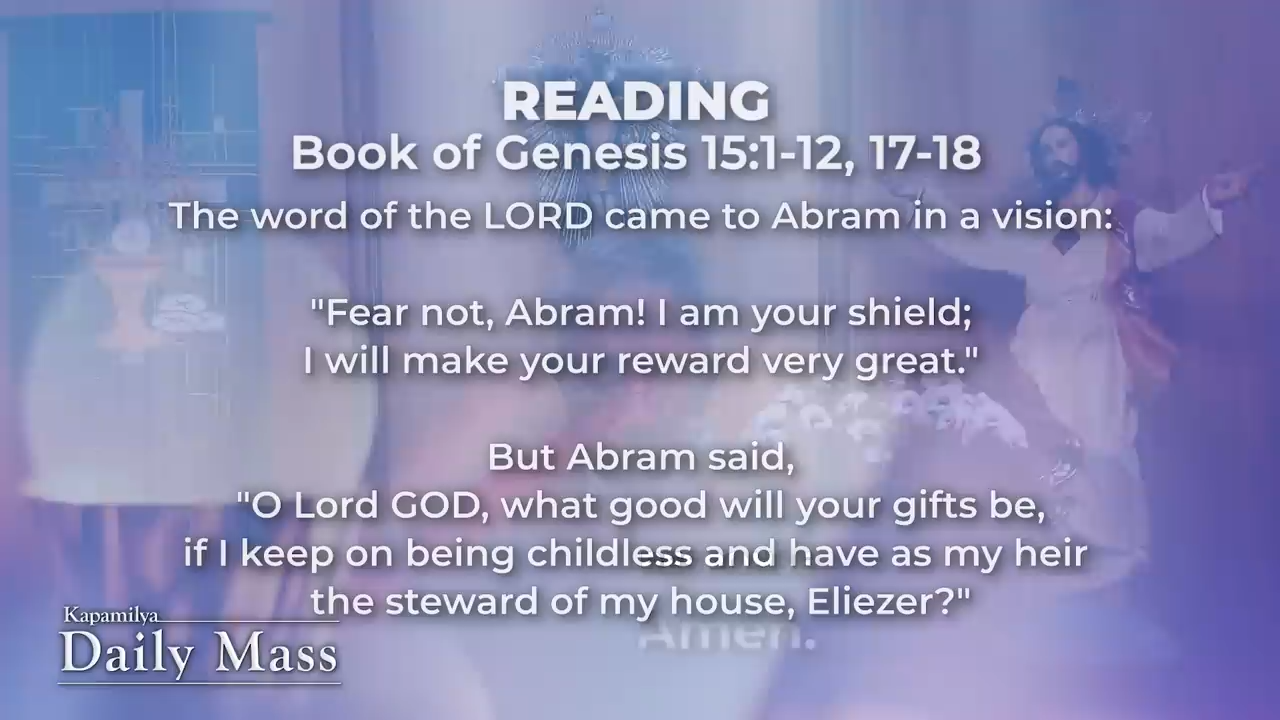 READING
Book of Genesis 15:1-12, 17-18
The word of the LORD came to Abram in a vision:
"Fear not, Abram! I am your shield;
I will make your reward very great."
But Abram said,
"O Lord GOD, what good will your gifts be,
if I keep on being childless and have as my heir
the steward of my house, Eliezer?"
Amen.
Kapamilya
Daily Mass